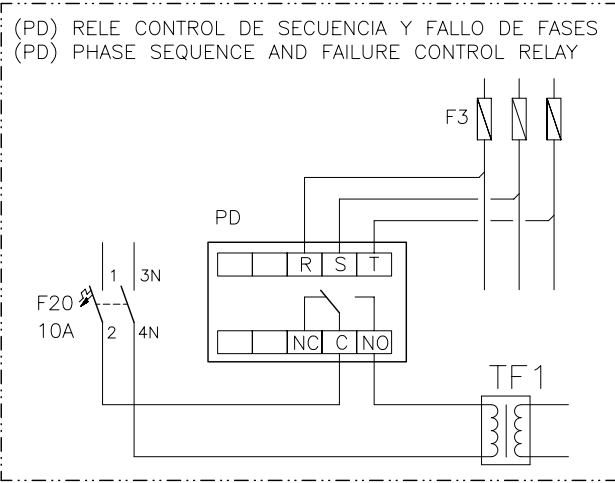 (PD) RELE CONTROL DE SECUENCIA Y FALLO DE FASES
(PD) PHASE SEQUENCE AND FAILURE CONTROL RELAY
F3
PD
R S T
1 3N
F20
10A 2 4N
NC C NO
TF1